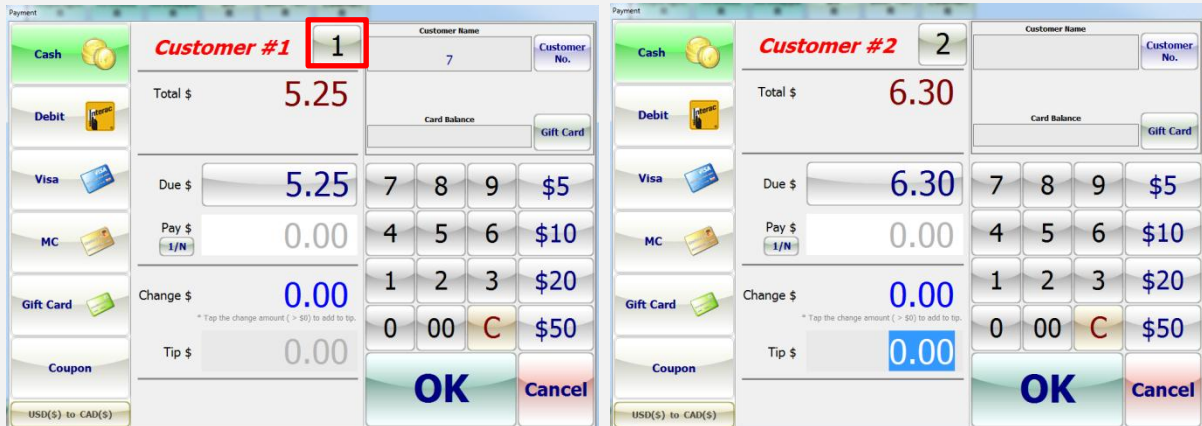 Payment
Cash
Debit
Interac
Visa
VISA
MC
Gift Card
Coupon
USD($) to CAD($)
Customer #1 1
Total $ 5.25
Due $ 5.25
Pay $ 0.00
1/N
Change $ 0.00
* Tap the change amount ( > $0) to add to tip.
Tip $ 0.00
Customer Name
7
Customer No.
Card Balance
Gift Card
7 8 9 $5
4 5 6 $10
1 2 3 $20
0 00 C $50
OK Cancel
Payment
Cash
Debit
Interac
Visa
VISA
MC
Gift Card
Coupon
USD($) to CAD($)
Customer #2 2
Total $ 6.30
Due $ 6.30
Pay $ 0.00
1/N
Change $ 0.00
* Tap the change amount ( > $0) to add to tip.
Tip $ 0.00
Customer Name
Customer No.
Card Balance
Gift Card
7 8 9 $5
4 5 6 $10
1 2 3 $20
0 00 C $50
OK Cancel